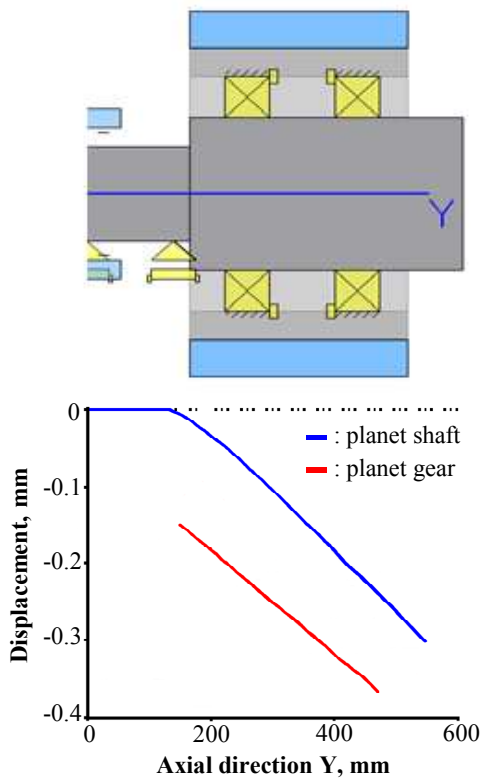 Y
0
-0.1
-0.2
-0.3
-0.4
: planet shaft
: planet gear
Displacement, mm
0 200 400 600
Axial direction Y, mm